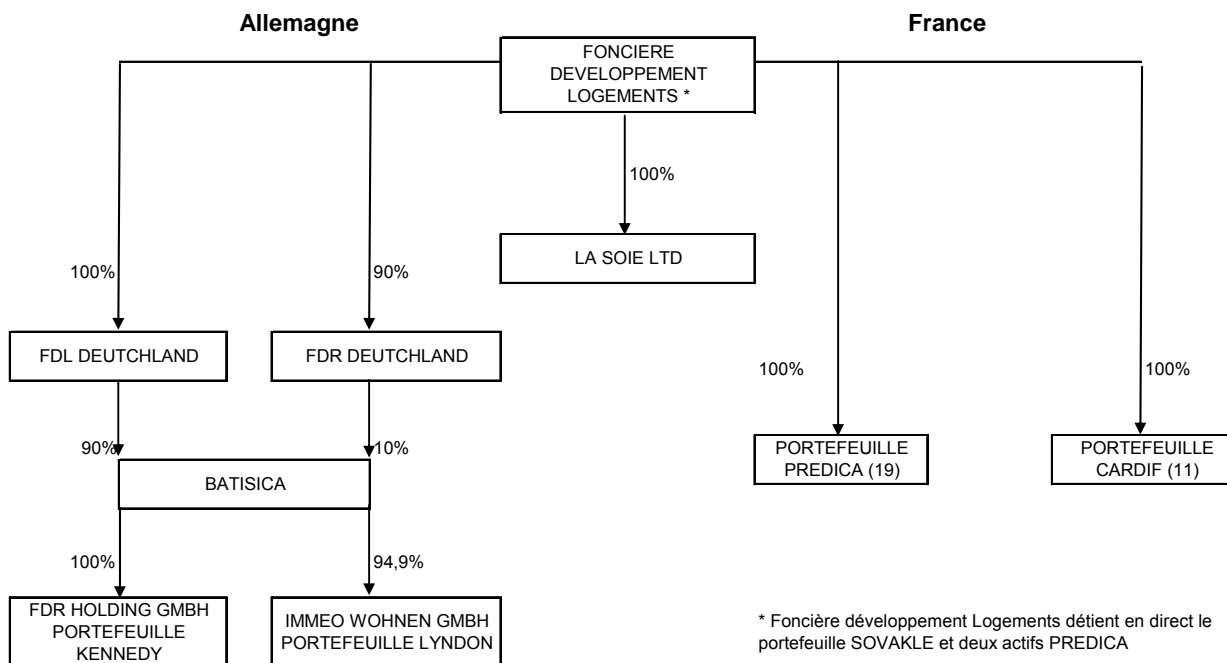 Allemagne
France
FONCIERE
DEVELOPPEMENT
LOGEMENTS *
100%
LA SOIE LTD
100%
90%
FDL DEUTCHLAND
FDR DEUTCHLAND
100%
100%
90%
10%
PORTEFEUILLE
PREDICA (19)
PORTEFEUILLE
CARDIF (11)
BATISICA
100%
94,9%
FDR HOLDING GMBH
PORTEFEUILLE
KENNEDY
IMMEO WOHNEN GMBH
PORTEFEUILLE LYNDON
* Foncière développement Logements détient en direct le
portefeuille SOVAKLE et deux actifs PREDICA